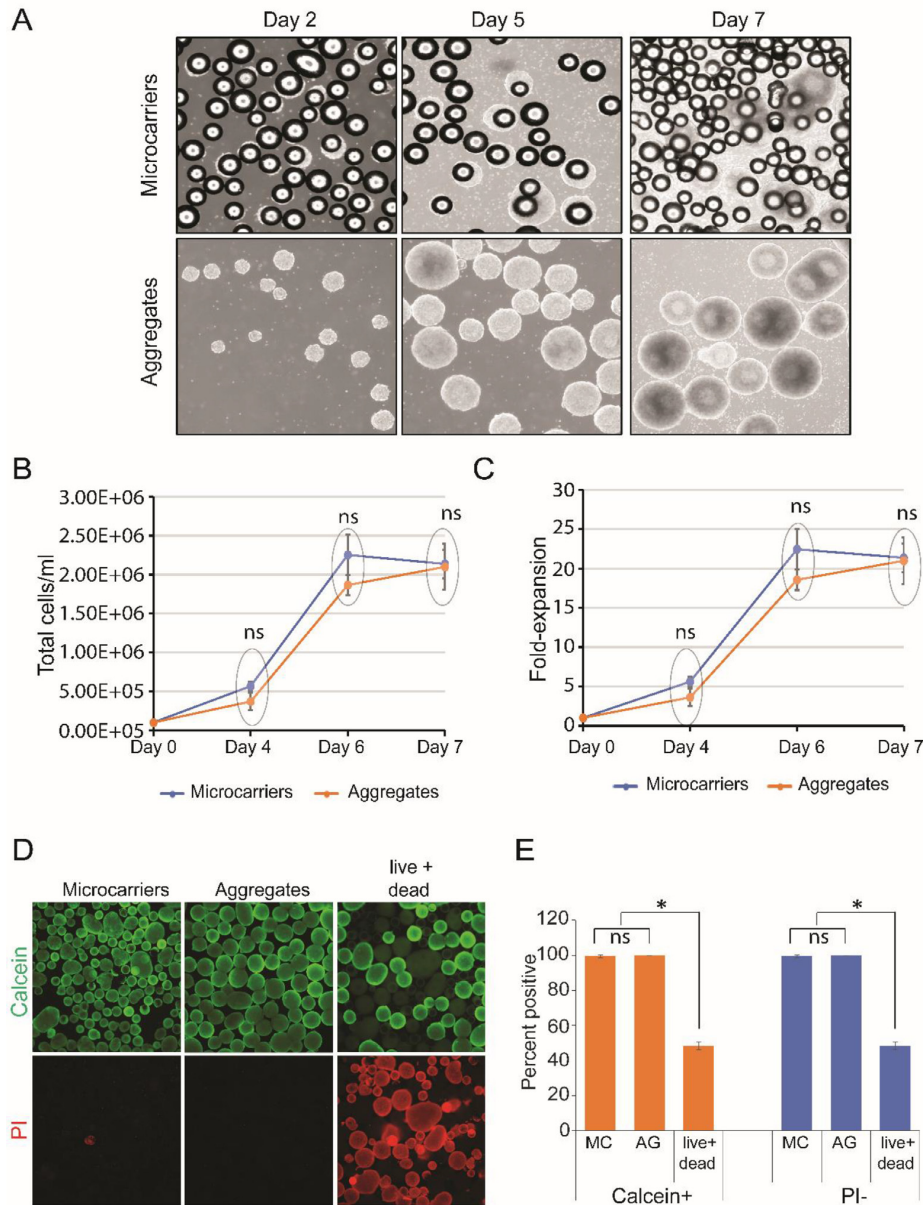 A
Day 2 Day 5 Day 7
Microcarriers
Aggregates
B
Total cells/ml
3.00E+06
2.50E+06
2.00E+06
1.50E+06
1.00E+06
5.00E+05
0.00E+05
ns
ns
ns
Day 0 Day 4 Day 6 Day 7
Microcarriers Aggregates
C
Fold-expansion
30
25
20
15
10
5
0
ns
ns
ns
Day 0 Day 4 Day 6 Day 7
Microcarriers Aggregates
D
Microcarriers Aggregates live +
dead
Calcein
PI
E
Percent positive
120
100
80
60
40
20
0
* *
ns ns
MC AG live+ MC AG live+
dead dead
Calcein+ PI-